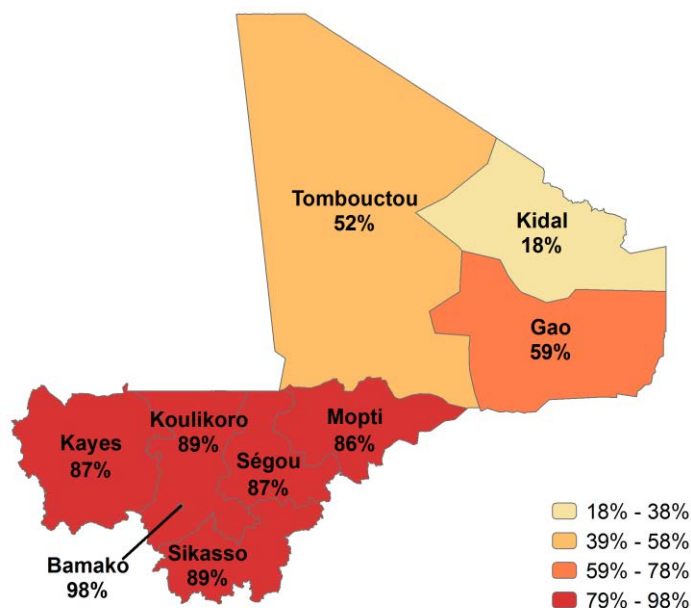 Tombouctou
52%
Kidal
18%
Gao
59%
Mopti
86%
Koulikoro
89%
Kayes
87%
Ségou
87%
Bamako
98%
Sikasso
89%
18% - 38%
39% - 58%
59% - 78%
79% - 98%